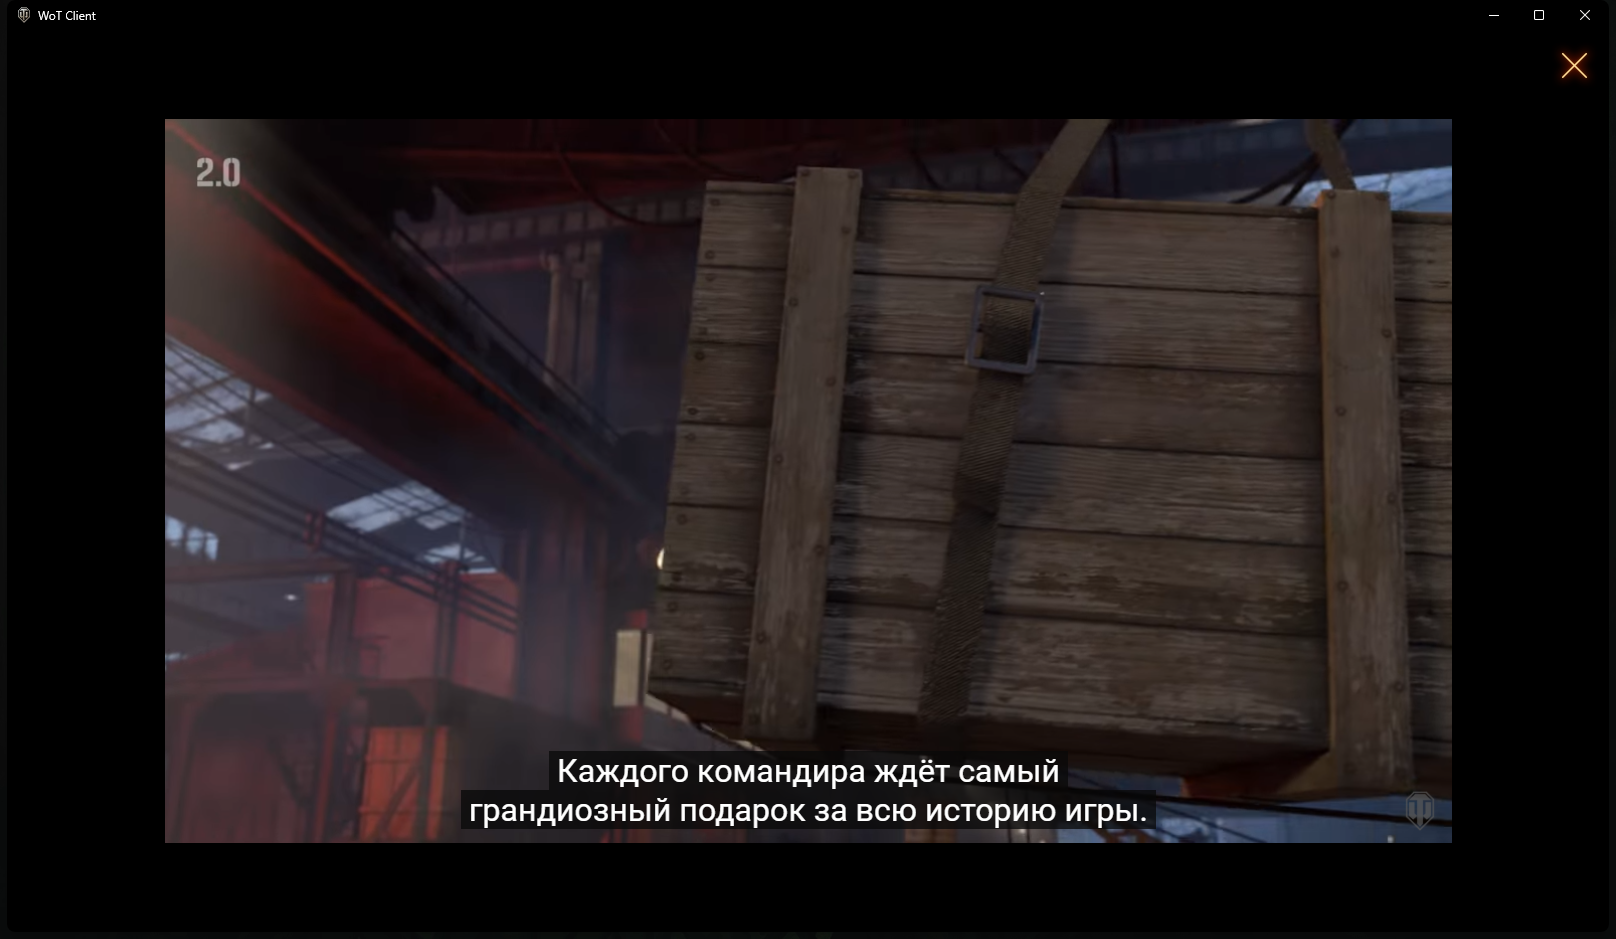 WoT Client
2.0
Каждого командира ждёт самый
грандиозный подарок за всю историю игры.